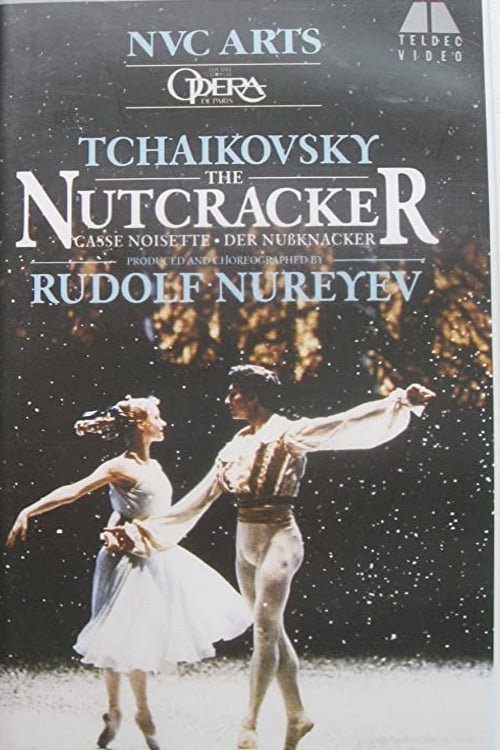 NVC ARTS
TELDEC
VIDEO
OPERA
DE PARIS
TCHAIKOVSKY
THE
NUTCRACKER
CASSE NOISETTE • DER NUßKNACKER
PRODUCED AND CHOREOGRAPHED BY
RUDOLF NUREYEV